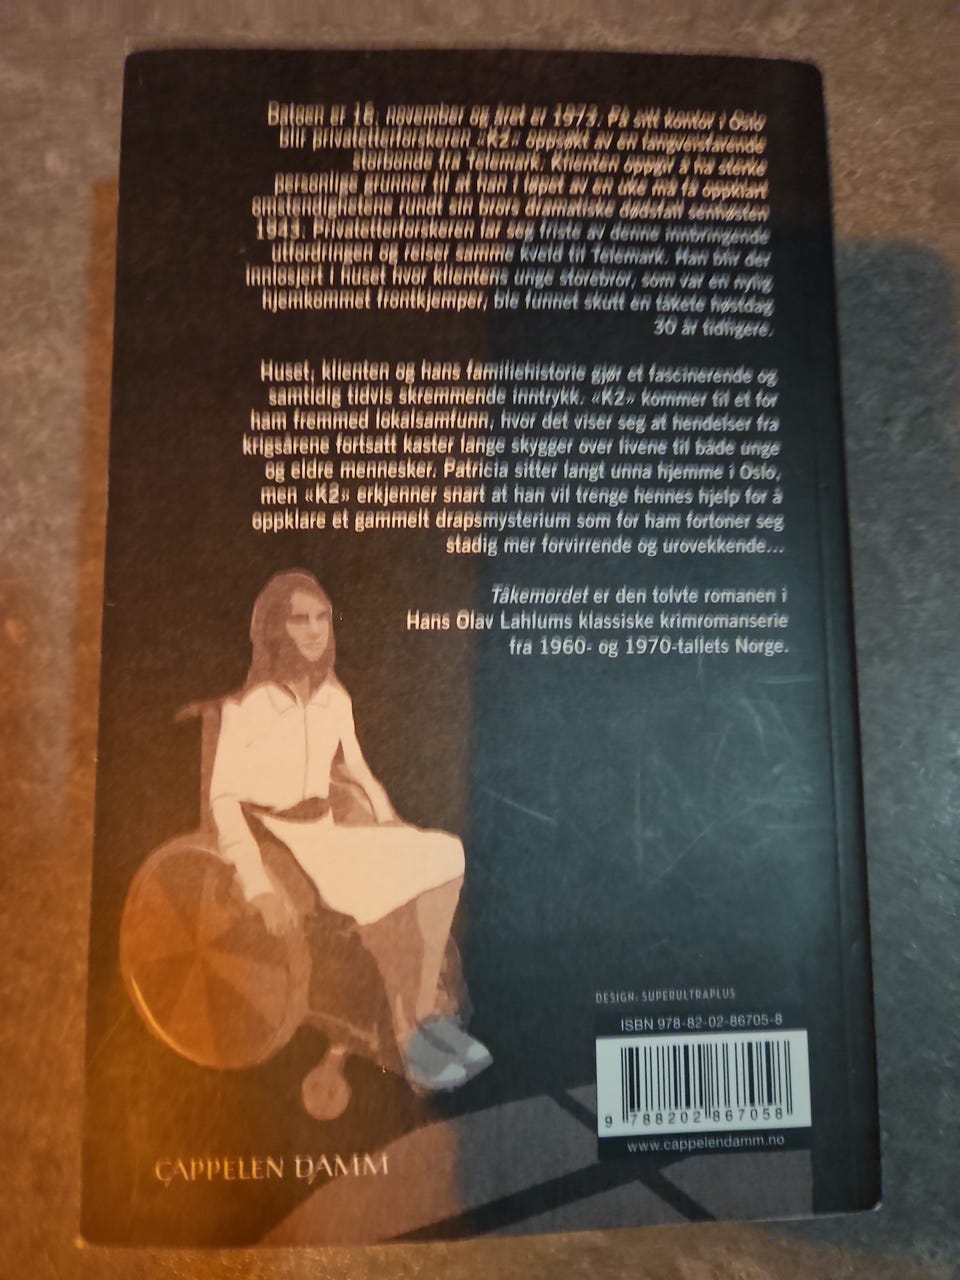 Datoen er 16. november og året er 1973. På sitt kontor i Oslo
blir privatetterforskeren «K2» oppsøkt av en langveisfarende
storbonde fra Telemark. Klienten oppgir å ha sterke
personlige grunner til at han i løpet av en uke må få oppklart
omstendighetene rundt sin brors dramatiske dødsfall senhøsten
1943. Privatetterforskeren lar seg friste av denne innbringende
utfordringen og reiser samme kveld til Telemark. Han blir der
innlosjert i huset hvor klientens unge storebror, som var en nylig
hjemkommet frontkjemper, ble funnet skutt en tåkete høstdag
30 år tidligere.
Huset, klienten og hans familiehistorie gjør et fascinerende og
samtidig tidvis skremmende inntrykk. «K2» kommer til et for
ham fremmed lokalsamfunn, hvor det viser seg at hendelser fra
krigsårene fortsatt kaster lange skygger over livene til både unge
og eldre mennesker. Patricia sitter langt unna hjemme i Oslo,
men «K2» erkjenner snart at han vil trenge hennes hjelp for å
oppklare et gammelt drapsmysterium som for ham fortoner seg
stadig mer forvirrende og urovekkende...
Tåkemordet er den tolvte romanen i
Hans Olav Lahlums klassiske krimromanserie
fra 1960- og 1970-tallets Norge.
DESIGN: SUPERULTRAPLUS
ISBN 978-82-02-86705-8
9 788202 867058
www.cappelendamm.no
CAPPELEN DAMM